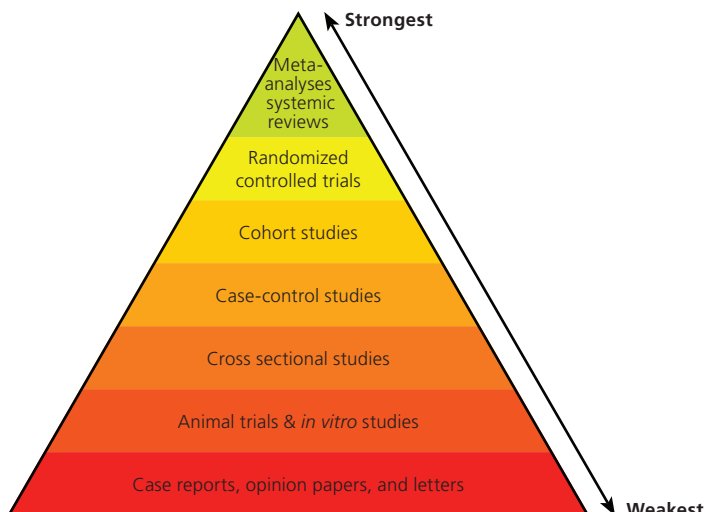 Strongest
Meta-
analyses
systemic
reviews
Randomized
controlled trials
Cohort studies
Case-control studies
Cross sectional studies
Animal trials & in vitro studies
Case reports, opinion papers, and letters
Weakest